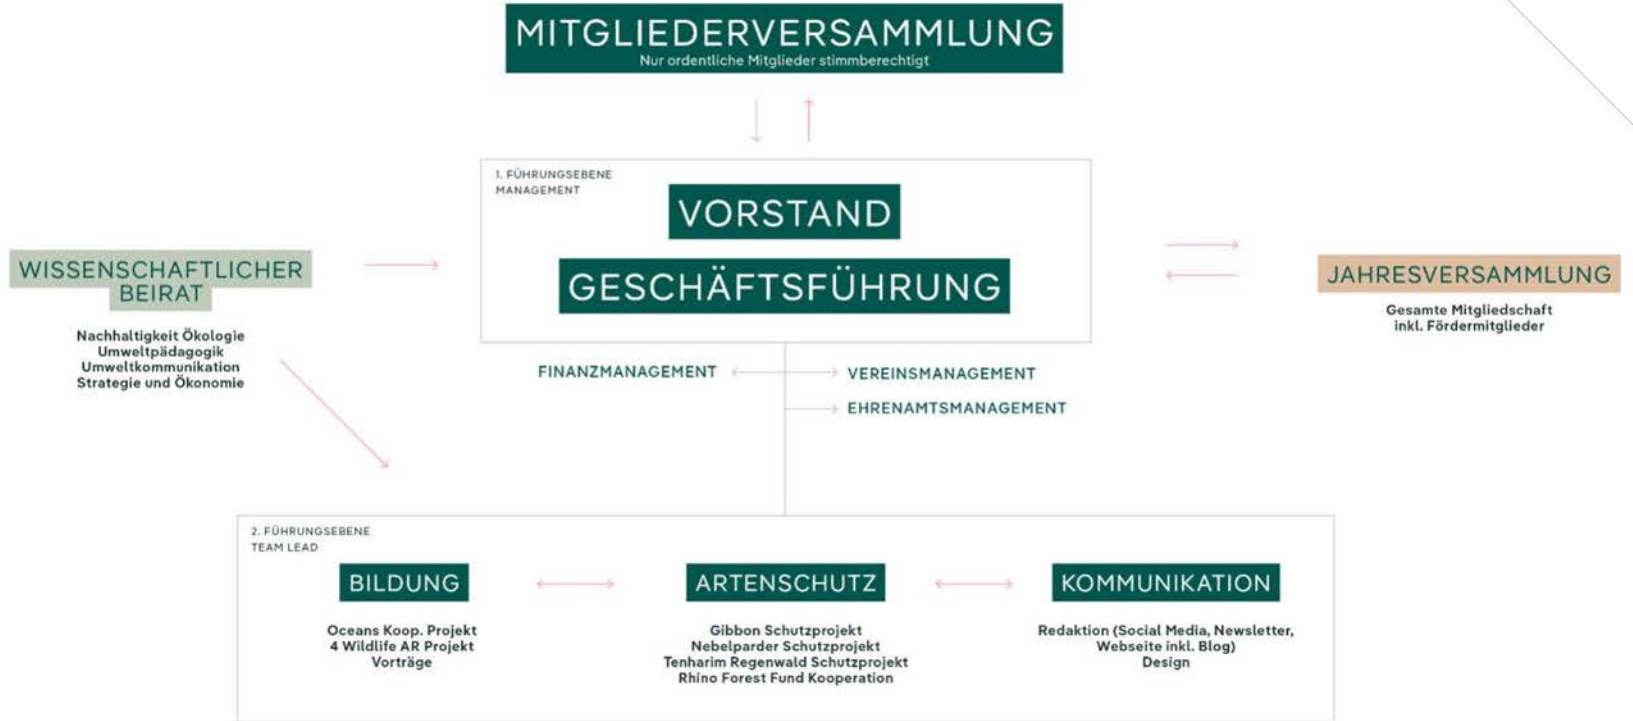 MITGLIEDERVERSAMMLUNG
Nur ordentliche Mitglieder stimmberechtigt
1. FÜHRUNGSEBENE
MANAGEMENT
VORSTAND
GESCHÄFTSFÜHRUNG
WISSENSCHAFTLICHER
BEIRAT
Nachhaltigkeit Ökologie
Umweltpädagogik
Umweltkommunikation
Strategie und Ökonomie
JAHRESVERSAMMLUNG
Gesamte Mitgliedschaft
inkl. Fördermitglieder
FINANZMANAGEMENT
VEREINSMANAGEMENT
EHRENAMTSMANAGEMENT
2. FÜHRUNGSEBENE
TEAM LEAD
BILDUNG
Oceans Koop. Projekt
4 Wildlife AR Projekt
Vorträge
ARTENSCHUTZ
Gibbon Schutzprojekt
Nebelparder Schutzprojekt
Tenharim Regenwald Schutzprojekt
Rhino Forest Fund Kooperation
KOMMUNIKATION
Redaktion (Social Media, Newsletter,
Webseite inkl. Blog)
Design